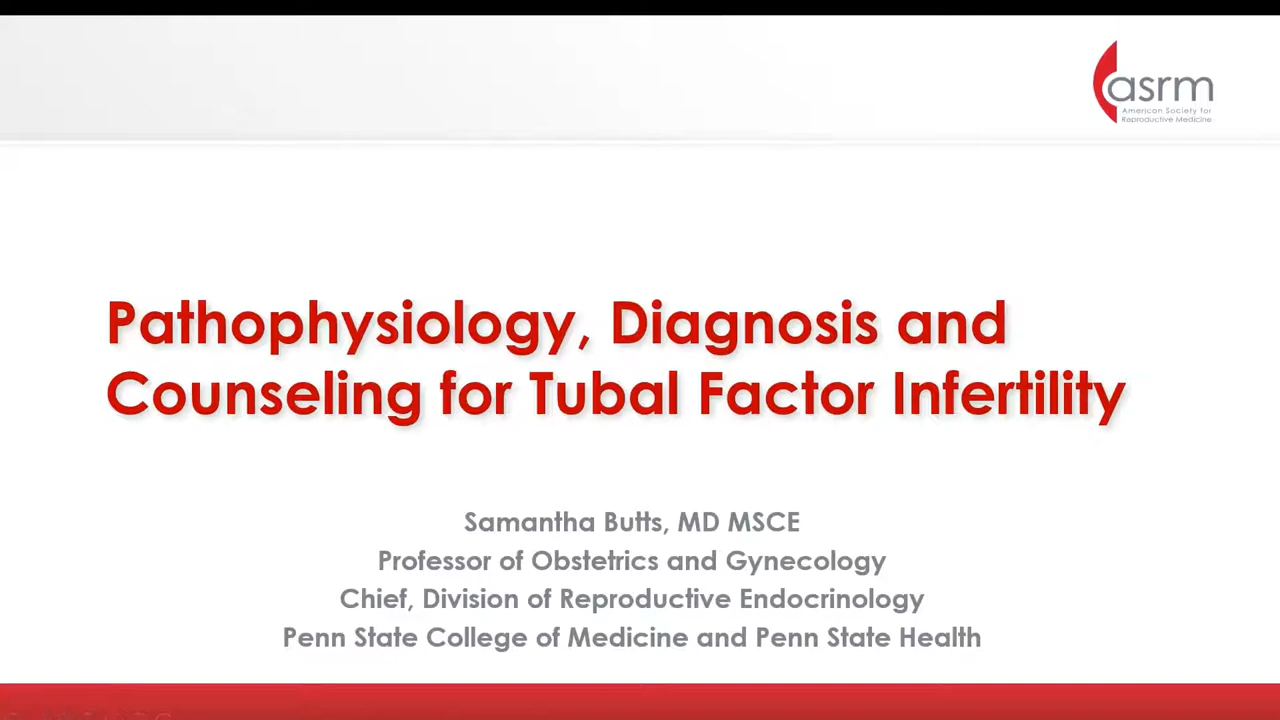 asrm
American Society for
Reproductive Medicine
Pathophysiology, Diagnosis and
Counseling for Tubal Factor Infertility
Samantha Butts, MD MSCE
Professor of Obstetrics and Gynecology
Chief, Division of Reproductive Endocrinology
Penn State College of Medicine and Penn State Health